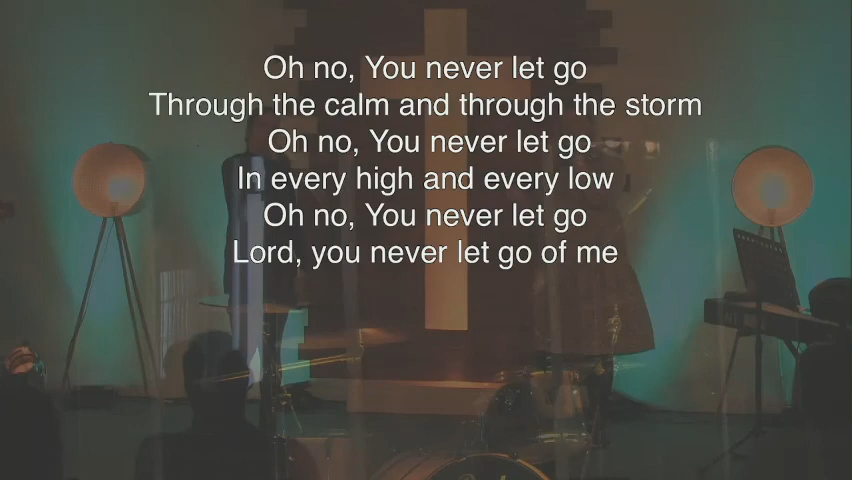 Oh no, You never let go
Through the calm and through the storm
Oh no, You never let go
In every high and every low
Oh no, You never let go
Lord, you never let go of me